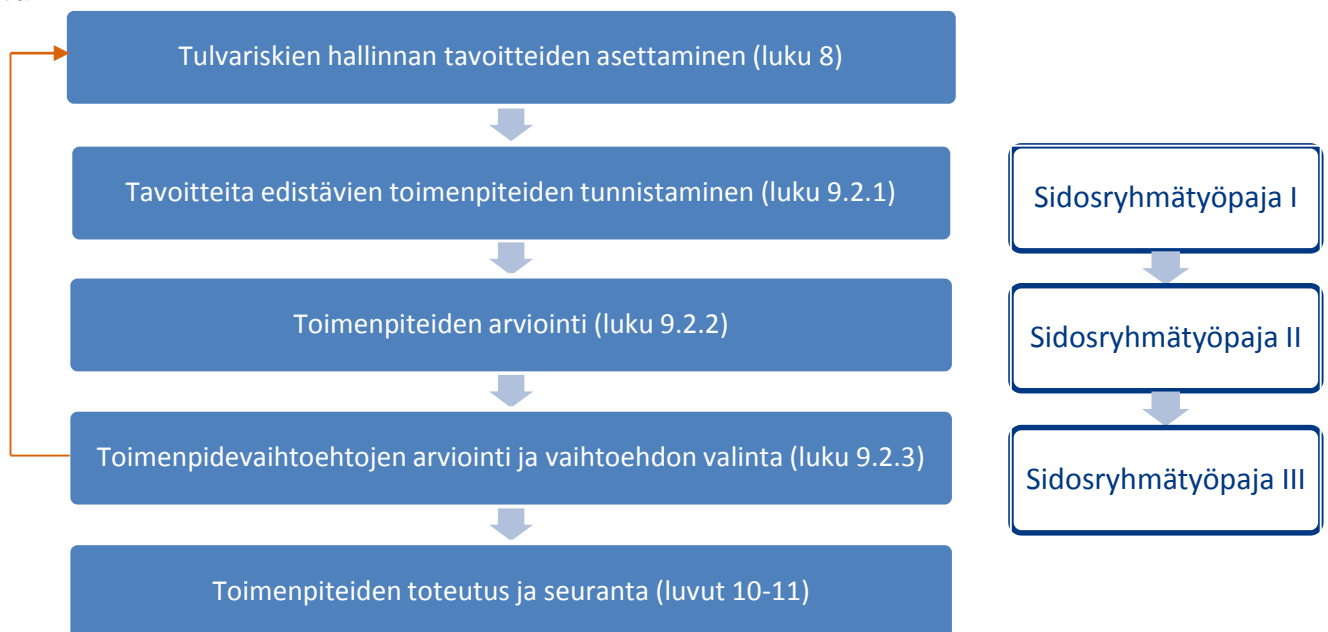 Tulvariskien hallinnan tavoitteiden asettaminen (luku 8)
Tavoitteita edistävien toimenpiteiden tunnistaminen (luku 9.2.1)
Sidosryhmätyöpaja I
Toimenpiteiden arviointi (luku 9.2.2)
Sidosryhmätyöpaja II
Toimenpidevaihtoehtojen arviointi ja vaihtoehdon valinta (luku 9.2.3)
Sidosryhmätyöpaja III
Toimenpiteiden toteutus ja seuranta (luvut 10-11)